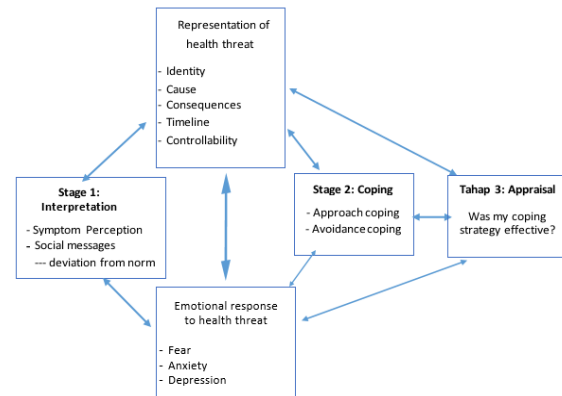 Representation of
health threat
- Identity
- Cause
- Consequences
- Timeline
- Controllability
Stage 1:
Interpretation
- Symptom Perception
- Social messages
--- deviation from norm
Stage 2: Coping
- Approach coping
- Avoidance coping
Tahap 3: Appraisal
Was my coping
strategy effective?
Emotional response
to health threat
- Fear
- Anxiety
- Depression